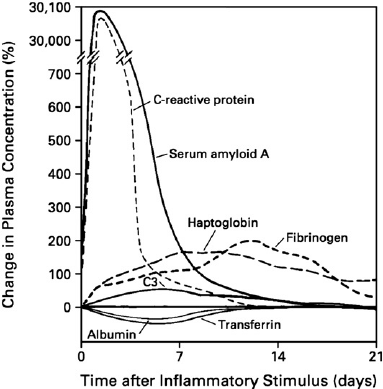 Change in Plasma Concentration (%)
30,100
30,000
700
600
500
400
300
200
100
0
C-reactive protein
Serum amyloid A
Haptoglobin
Fibrinogen
C3
Albumin
Transferrin
0
7
14
21
Time after Inflammatory Stimulus (days)